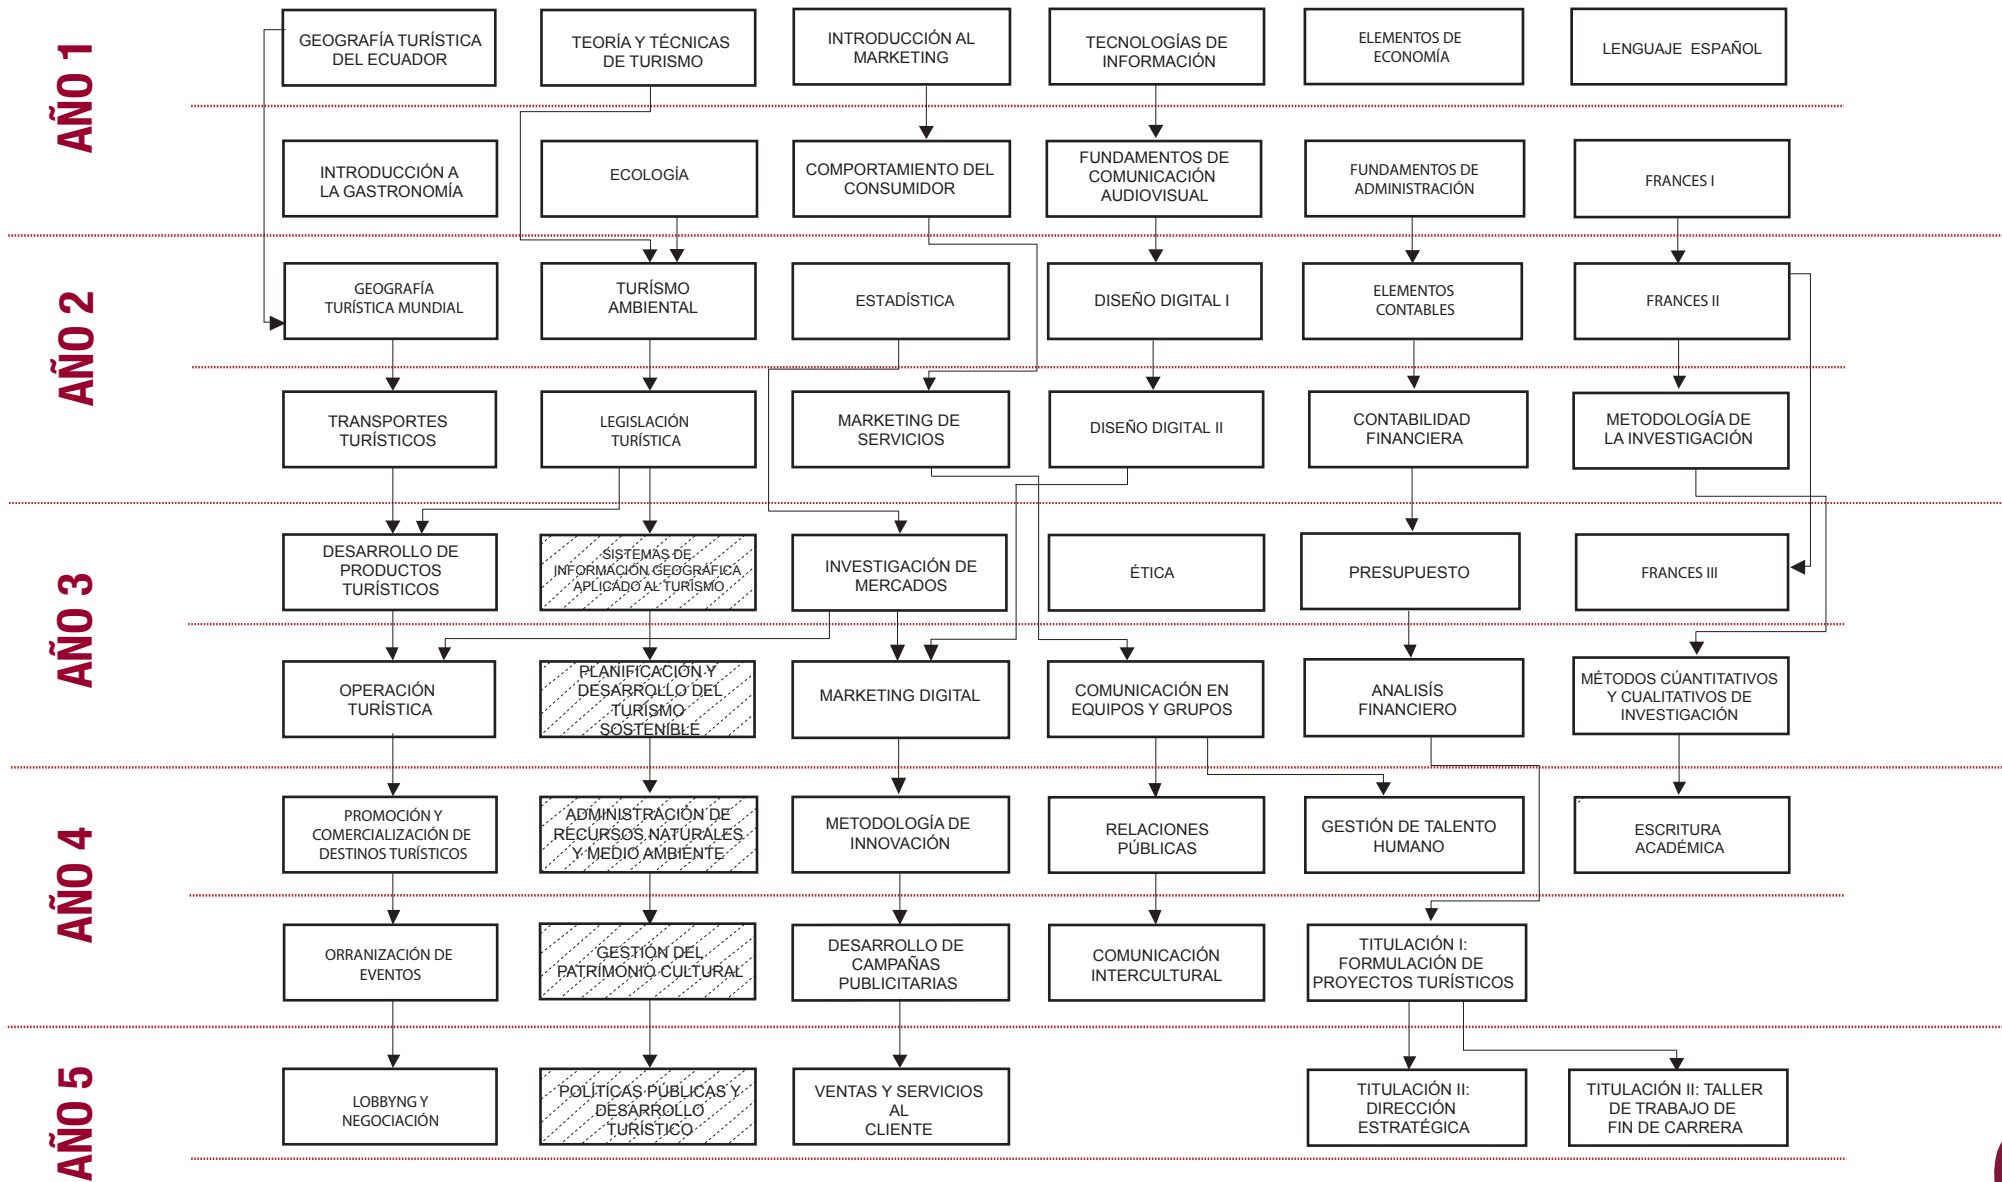 AÑO 1
GEOGRAFÍA TURÍSTICA
DEL ECUADOR
TEORÍA Y TÉCNICAS
DE TURISMO
INTRODUCCIÓN AL
MARKETING
TECNOLOGÍAS DE
INFORMACIÓN
ELEMENTOS DE
ECONOMÍA
LENGUAJE ESPAÑOL
INTRODUCCIÓN A
LA GASTRONOMÍA
ECOLOGÍA
COMPORTAMIENTO DEL
CONSUMIDOR
FUNDAMENTOS DE
COMUNICACIÓN
AUDIOVISUAL
FUNDAMENTOS DE
ADMINISTRACIÓN
FRANCES I
AÑO 2
GEOGRAFÍA
TURÍSTICA MUNDIAL
TURÍSMO
AMBIENTAL
ESTADÍSTICA
DISEÑO DIGITAL I
ELEMENTOS
CONTABLES
FRANCES II
TRANSPORTES
TURÍSTICOS
LEGISLACIÓN
TURÍSTICA
MARKETING DE
SERVICIOS
DISEÑO DIGITAL II
CONTABILIDAD
FINANCIERA
METODOLOGÍA DE
LA INVESTIGACIÓN
AÑO 3
DESARROLLO DE
PRODUCTOS
TURÍSTICOS
SISTEMAS DE
INFORMACIÓN GEOGRÁFICA
APLICADO AL TURISMO
INVESTIGACIÓN DE
MERCADOS
ÉTICA
PRESUPUESTO
FRANCES III
OPERACIÓN
TURÍSTICA
PLANIFICACIÓN Y
DESARROLLO DEL
TURISMO
SOSTENIBLE
MARKETING DIGITAL
COMUNICACIÓN EN
EQUIPOS Y GRUPOS
ANALISÍS
FINANCIERO
MÉTODOS CÚANTITATIVOS
Y CUALITATIVOS DE
INVESTIGACIÓN
AÑO 4
PROMOCIÓN Y
COMERCIALIZACIÓN DE
DESTINOS TURÍSTICOS
ADMINISTRACIÓN DE
RECURSOS NATURALES
Y MEDIO AMBIENTE
METODOLOGÍA DE
INNOVACIÓN
RELACIONES
PÚBLICAS
GESTIÓN DE TALENTO
HUMANO
ESCRITURA
ACADÉMICA
ORRANIZACIÓN DE
EVENTOS
GESTIÓN DEL
PATRIMONIO CULTURAL
DESARROLLO DE
CAMPAÑAS
PUBLICITARIAS
COMUNICACIÓN
INTERCULTURAL
TITULACIÓN I:
FORMULACIÓN DE
PROYECTOS TURÍSTICOS
AÑO 5
LOBBYNG Y
NEGOCIACIÓN
POLÍTICAS PÚBLICAS Y
DESARROLLO
TURÍSTICO
VENTAS Y SERVICIOS
AL
CLIENTE
TITULACIÓN II:
DIRECCIÓN
ESTRATÉGICA
TITULACIÓN II: TALLER
DE TRABAJO DE
FIN DE CARRERA